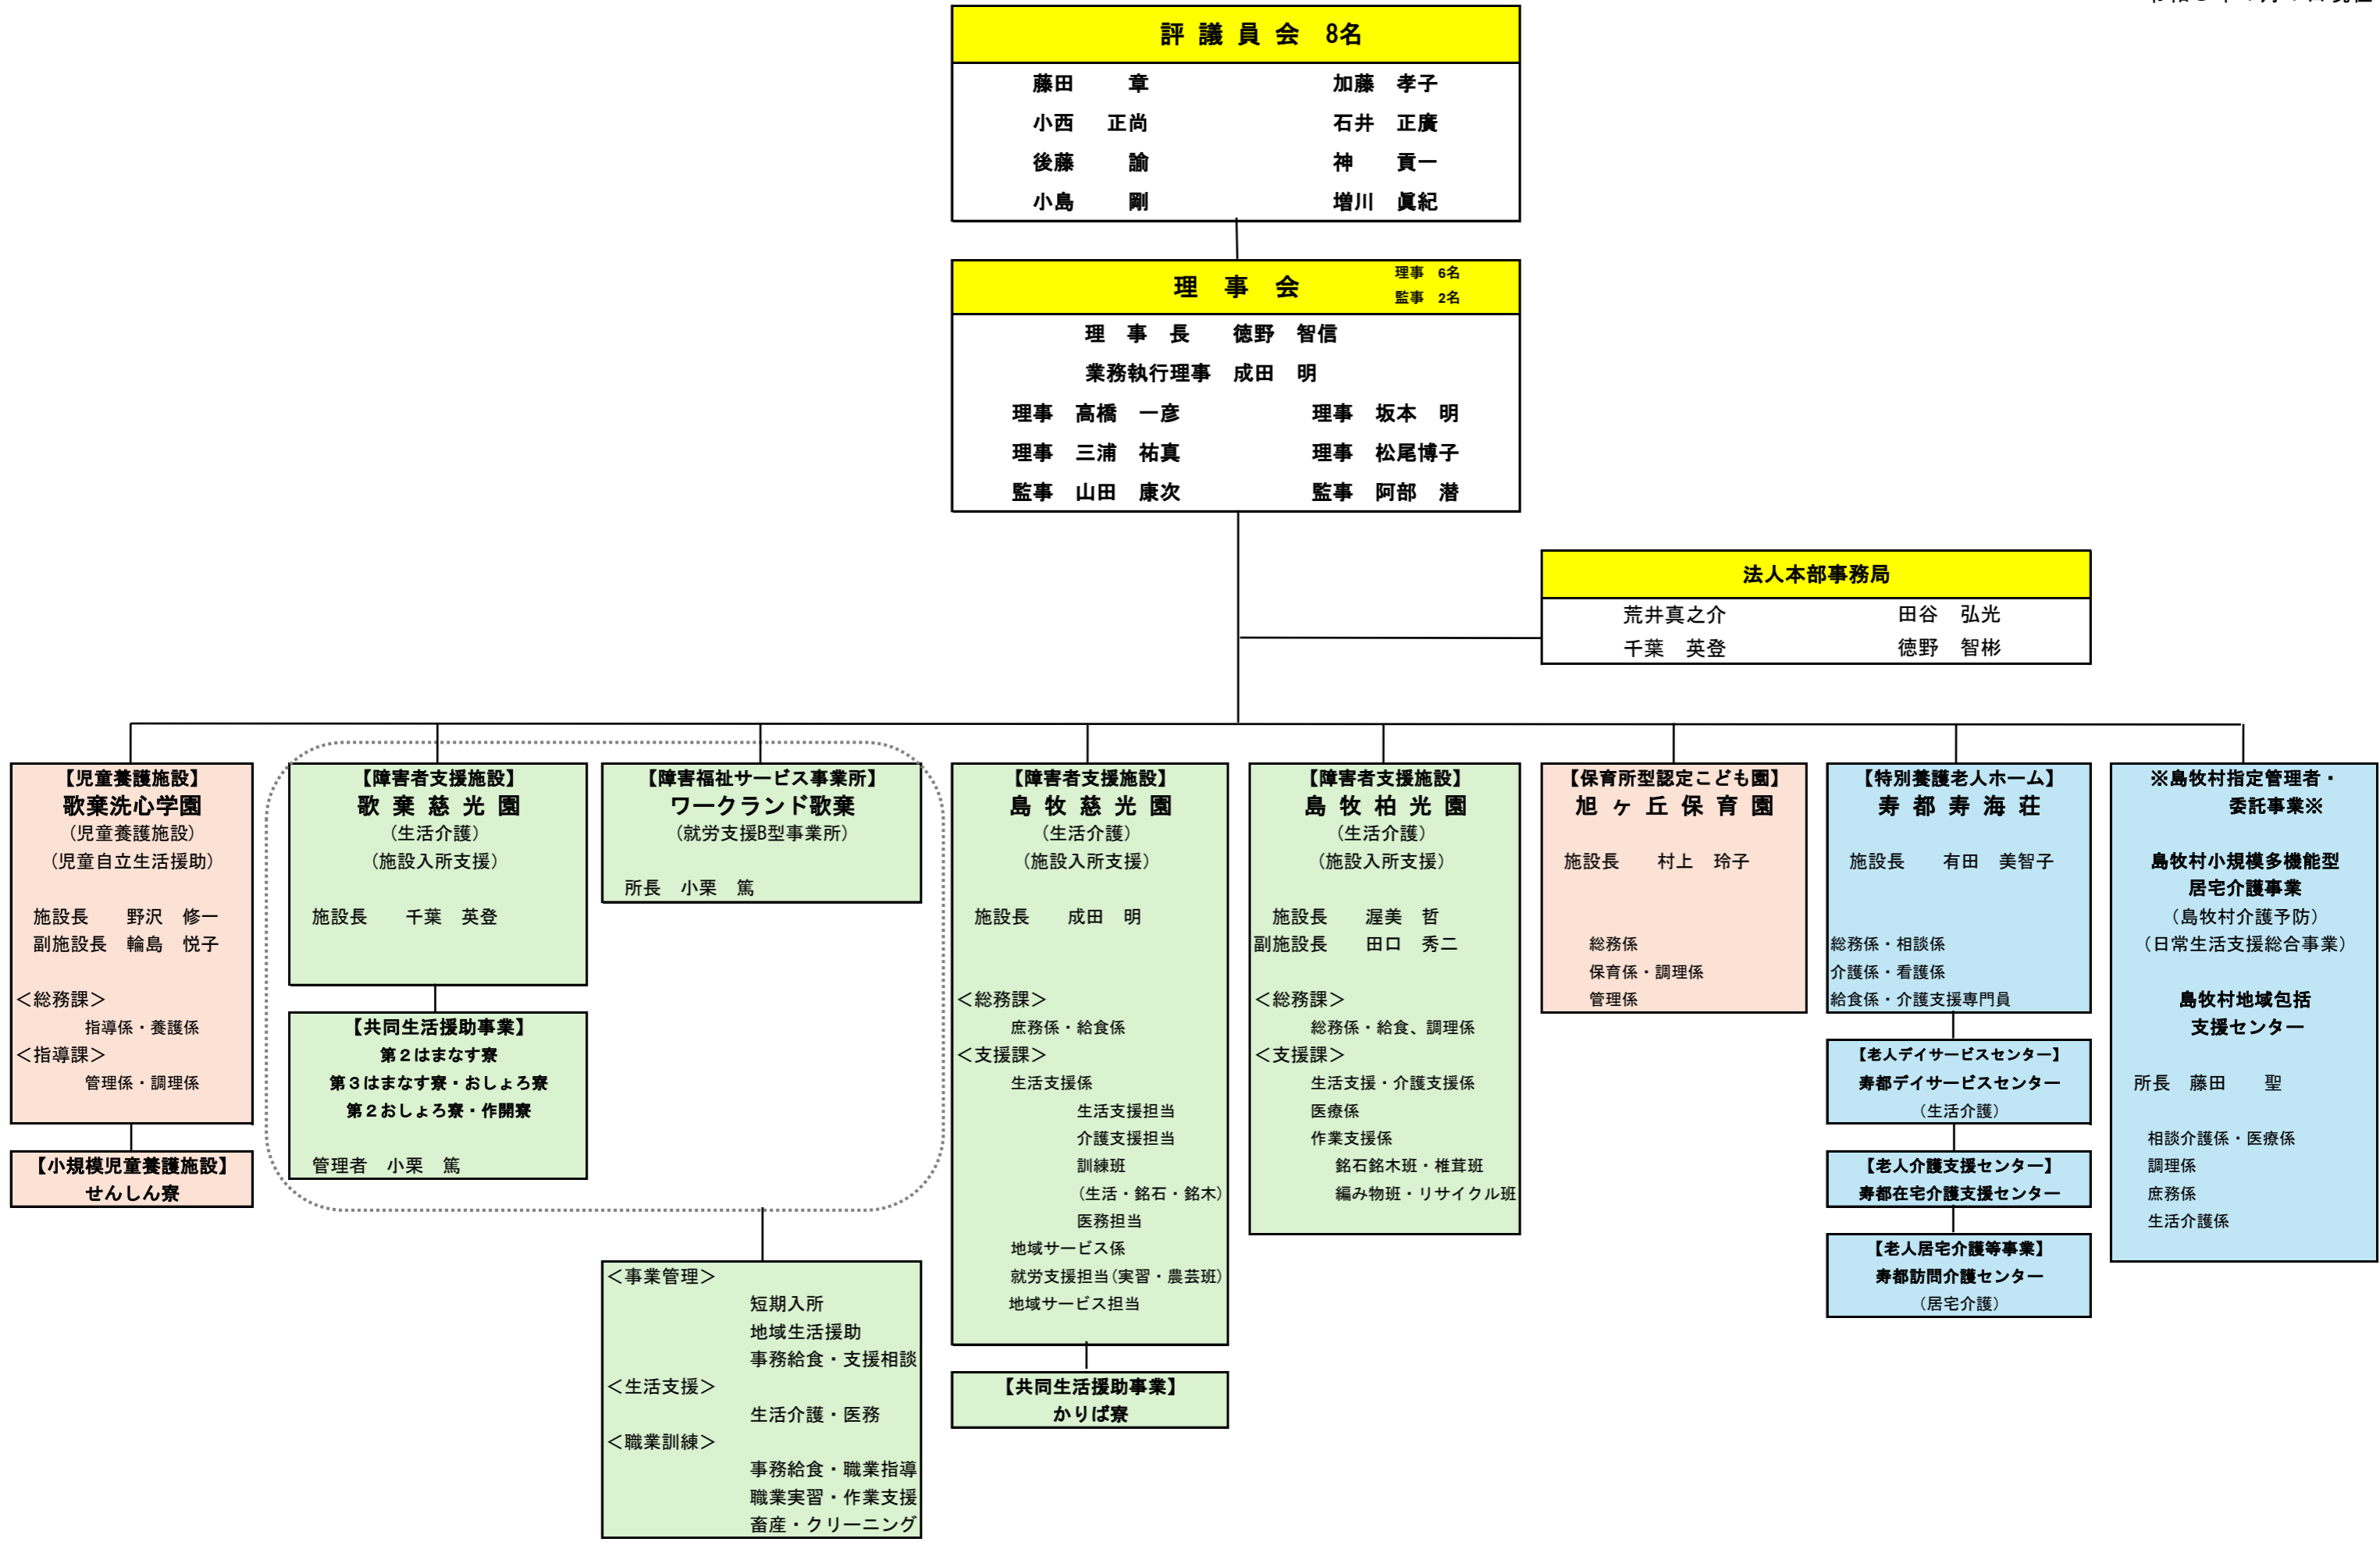 評 議 員 会　8名
藤田　　章　　加藤　孝子
小西　正尚　　石井　正廣
後藤　　諭　　神　　貢一
小島　　剛　　増川　眞紀
理　事　会
理事　6名
監事　2名
理　事　長　　徳野　智信
業務執行理事　成田　明
理事　高橋　一彦　　理事　坂本　明
理事　三浦　祐真　　理事　松尾博子
監事　山田　康次　　監事　阿部　潜
法人本部事務局
荒井真之介　　田谷　弘光
千葉　英登　　徳野　智彬
【児童養護施設】
歌棄洗心学園
（児童養護施設）
（児童自立生活援助）
施設長　　野沢　修一
副施設長　輪島　悦子
＜総務課＞
指導係・養護係
＜指導課＞
管理係・調理係
【小規模児童養護施設】
せんしん寮
【障害者支援施設】
歌 棄 慈 光 園
（生活介護）
（施設入所支援）
施設長　　千葉　英登
【共同生活援助事業】
第２はまなす寮
第３はまなす寮・おしょろ寮
第２おしょろ寮・作開寮
管理者　小栗　篤
【障害福祉サービス事業所】
ワークランド歌棄
（就労支援B型事業所）
所長　小栗　篤
＜事業管理＞
短期入所
地域生活援助
事務給食・支援相談
＜生活支援＞
生活介護・医務
＜職業訓練＞
事務給食・職業指導
職業実習・作業支援
畜産・クリーニング
【障害者支援施設】
島 牧 慈 光 園
（生活介護）
（施設入所支援）
施設長　　成田　明
＜総務課＞
庶務係・給食係
＜支援課＞
生活支援係
生活支援担当
介護支援担当
訓練班
（生活・銘石・銘木）
医務担当
地域サービス係
就労支援担当（実習・農芸班）
地域サービス担当
【共同生活援助事業】
かりば寮
【障害者支援施設】
島 牧 柏 光 園
（生活介護）
（施設入所支援）
施設長　　渥美　哲
副施設長　　田口　秀二
＜総務課＞
総務係・給食、調理係
＜支援課＞
生活支援・介護支援係
医療係
作業支援係
銘石銘木班・椎茸班
編み物班・リサイクル班
【保育所型認定こども園】
旭 ヶ 丘 保 育 園
施設長　　村上　玲子
総務係
保育係・調理係
管理係
【特別養護老人ホーム】
寿 都 寿 海 荘
施設長　　有田　美智子
総務係・相談係
介護係・看護係
給食係・介護支援専門員
【老人デイサービスセンター】
寿都デイサービスセンター
（生活介護）
【老人介護支援センター】
寿都在宅介護支援センター
【老人居宅介護等事業】
寿都訪問介護センター
（居宅介護）
※島牧村指定管理者・
委託事業※
島牧村小規模多機能型
居宅介護事業
（島牧村介護予防）
（日常生活支援総合事業）
島牧村地域包括
支援センター
所長　藤田　　聖
相談介護係・医療係
調理係
庶務係
生活介護係